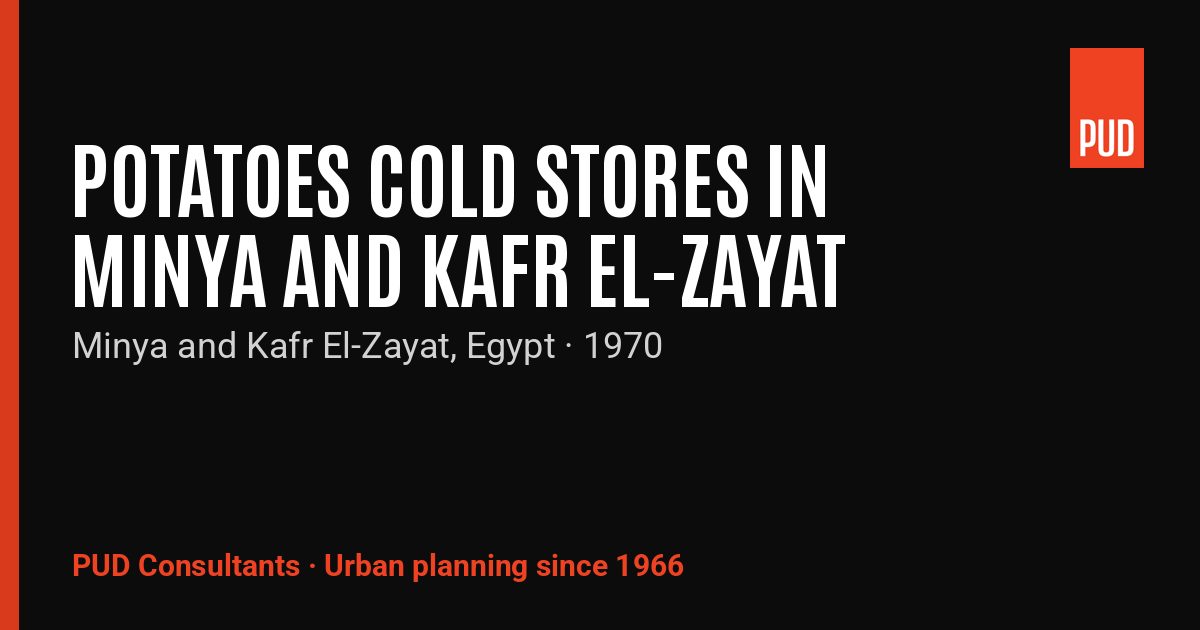 PUD
POTATOES COLD STORES IN
MINYA AND KAFR EL-ZAYAT
Minya and Kafr El-Zayat, Egypt · 1970
PUD Consultants · Urban planning since 1966